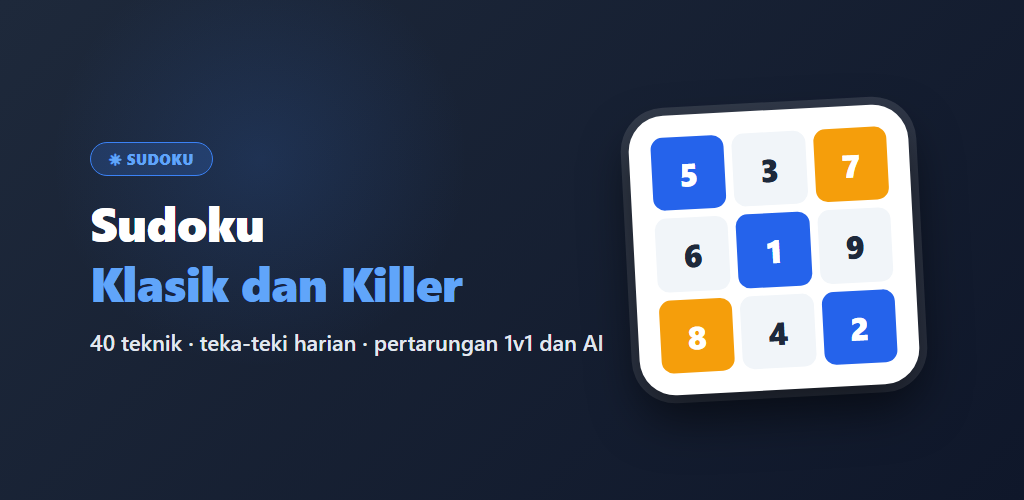 ✷ SUDOKU
Sudoku
Klasik dan Killer
40 teknik · teka-teki harian · pertarungan 1v1 dan AI
5 3 7
6 1 9
8 4 2